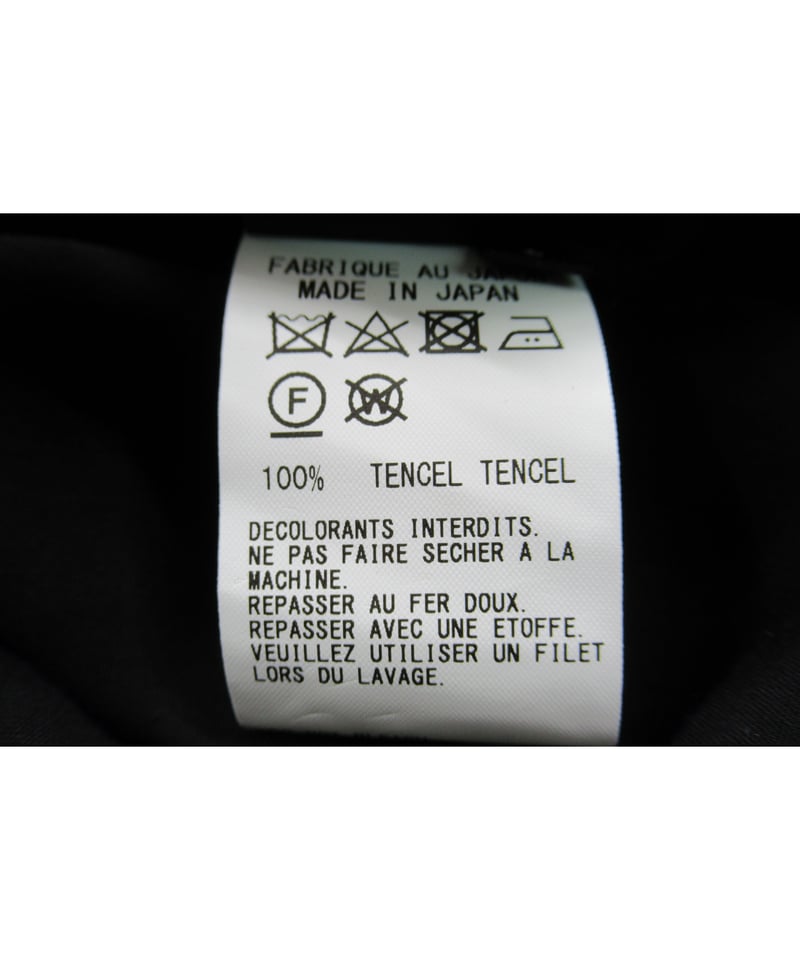 FABRIQUE AU
MADE IN JAPAN
F W
100% TENCEL TENCEL
DECOLORANTS INTERDITS.
NE PAS FAIRE SECHER A LA
MACHINE.
REPASSER AU FER DOUX.
REPASSER AVEC UNE ETOFFE.
VEUILLEZ UTILISER UN FILET
LORS DU LAVAGE.